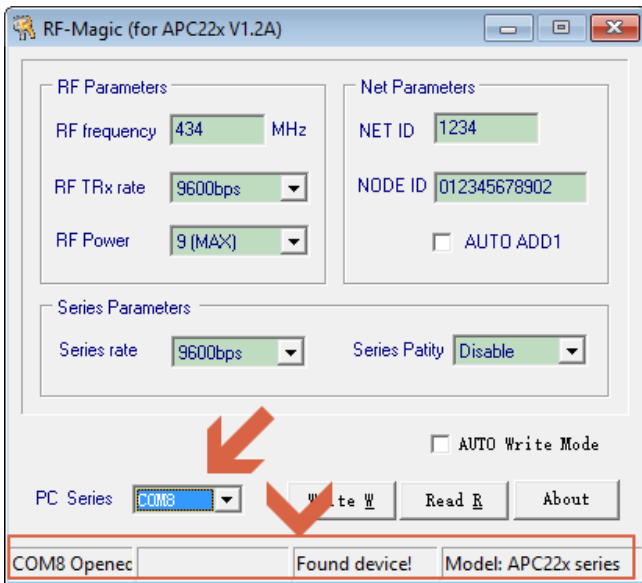 RF-Magic (for APC22x V1.2A)
RF Parameters
RF frequency 434 MHz
RF TRx rate 9600bps
RF Power 9 (MAX)
Net Parameters
NET ID 1234
NODE ID 012345678902
AUTO ADD1
Series Parameters
Series rate 9600bps
Series Patity Disable
AUTO Write Mode
PC Series COM8
Write W
Read R
About
COM8 Opened
Found device!
Model: APC22x series